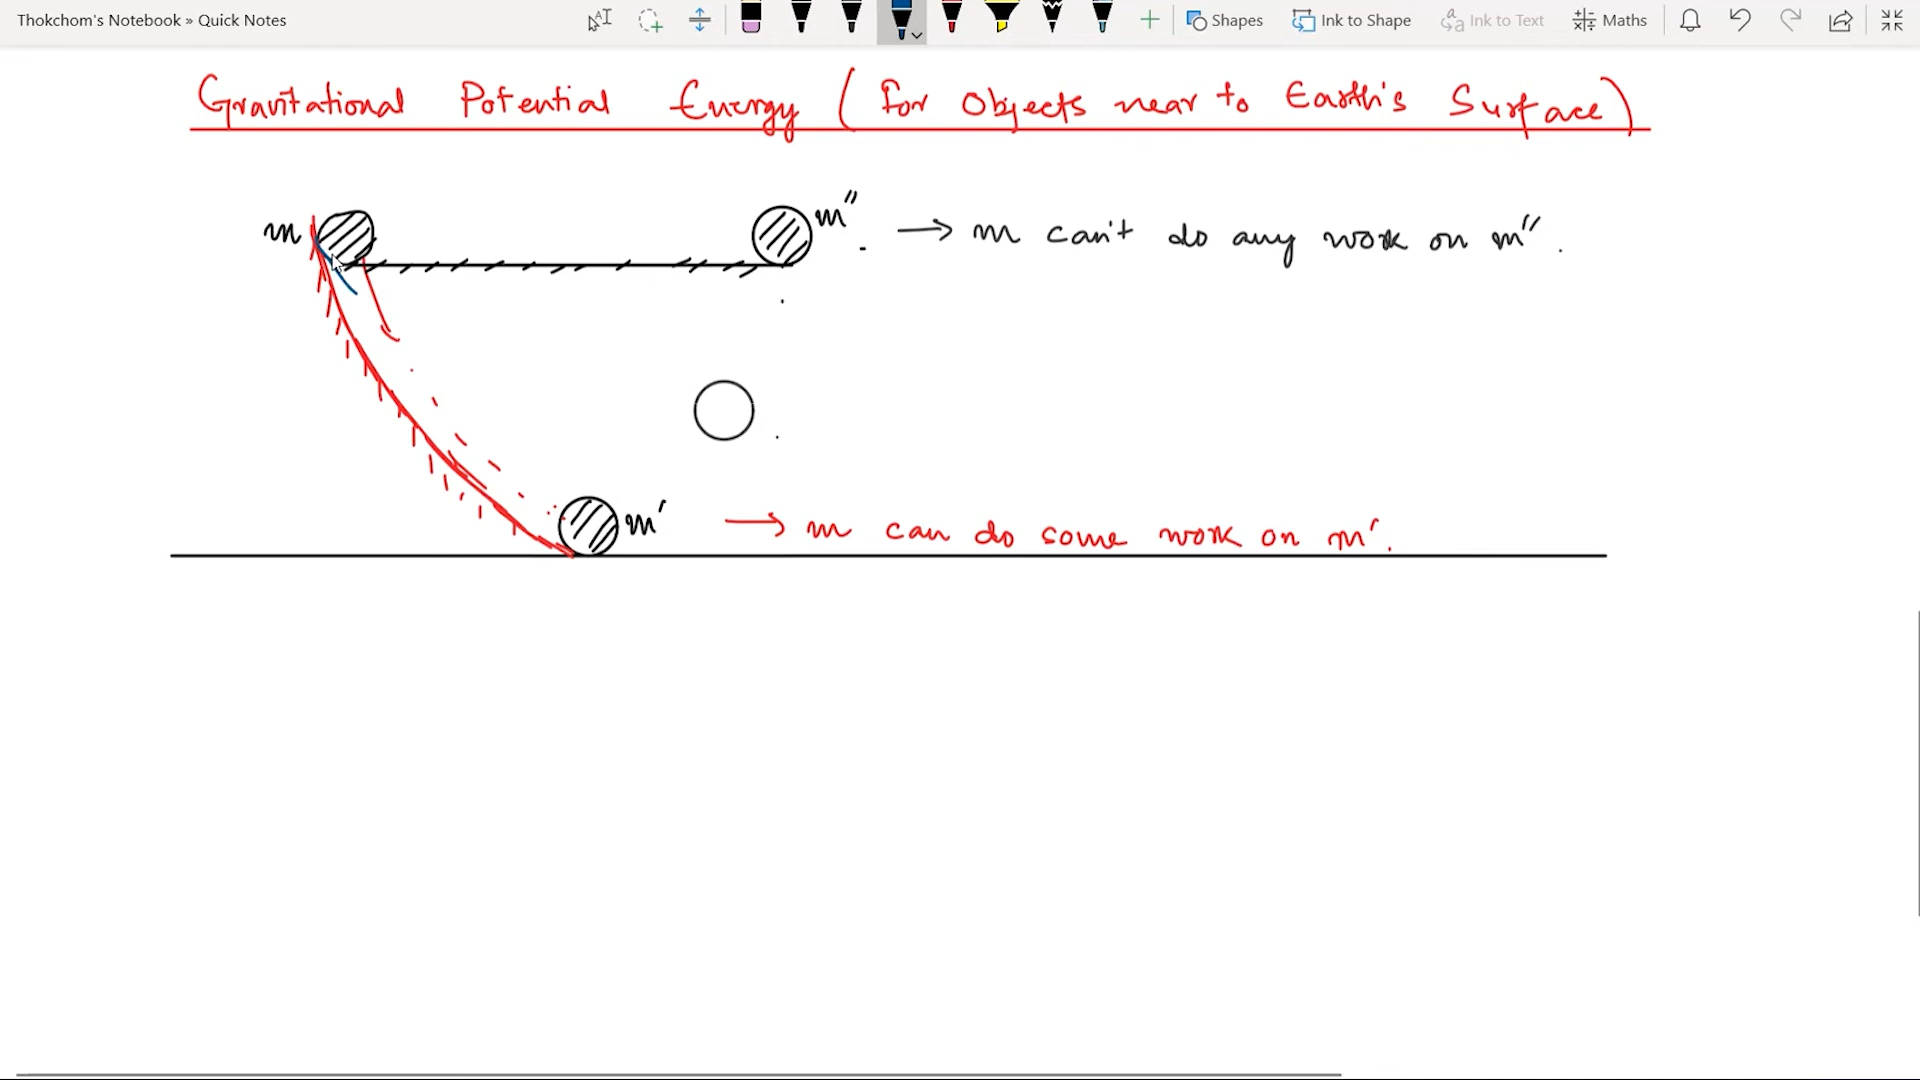 Thokchom's Notebook » Quick Notes
Shapes Ink to Shape Ink to Text Maths
Gravitational Potential Energy (for Objects near to Earth's Surface)
m
m" . → m can't do any work on m" .
m' → m can do some work on m' .